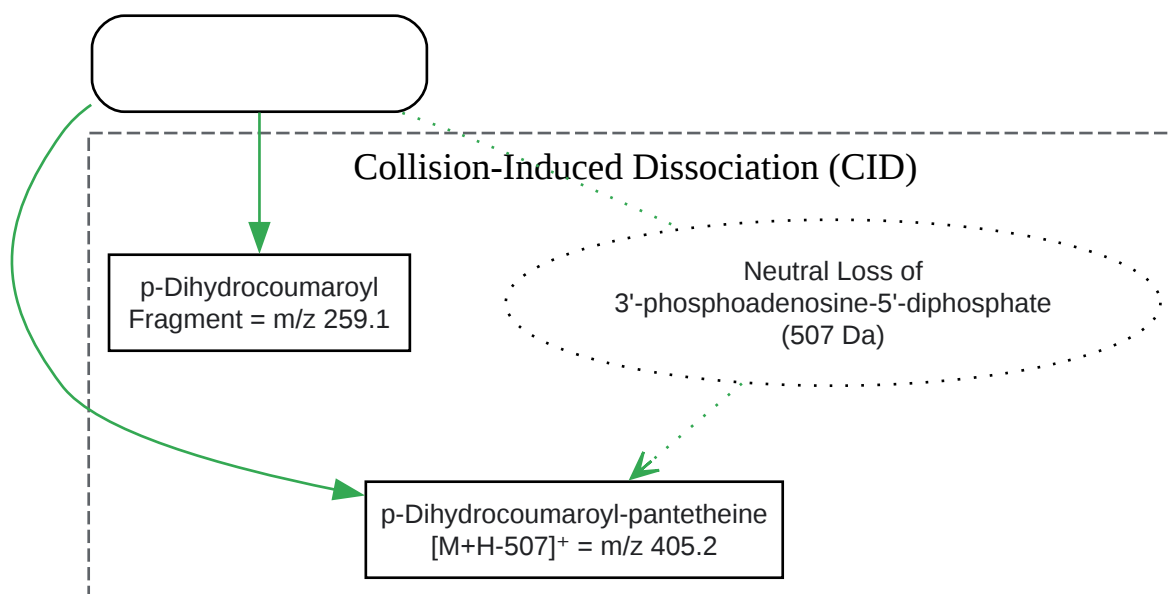 Collision-Induced Dissociation (CID)
p-Dihydrocoumaroyl
Fragment = m/z 259.1
Neutral Loss of
3'-phosphoadenosine-5'-diphosphate
(507 Da)
p-Dihydrocoumaroyl-pantetheine
[M+H-507]⁺ = m/z 405.2